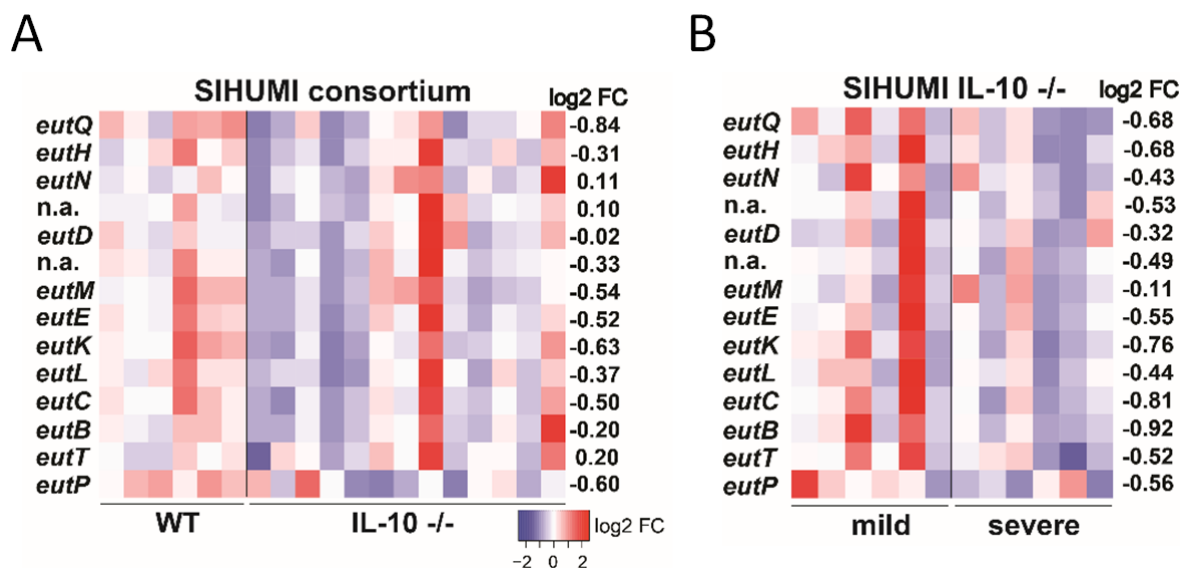 A
SIHUMI consortium log2 FC
eutQ -0.84
eutH -0.31
eutN 0.11
n.a. 0.10
eutD -0.02
n.a. -0.33
eutM -0.54
eutE -0.52
eutK -0.63
eutL -0.37
eutC -0.50
eutB -0.20
eutT 0.20
eutP -0.60
WT IL-10 -/-
log2 FC
-2 0 2
B
SIHUMI IL-10 -/- log2 FC
eutQ -0.68
eutH -0.68
eutN -0.43
n.a. -0.53
eutD -0.32
n.a. -0.49
eutM -0.11
eutE -0.55
eutK -0.76
eutL -0.44
eutC -0.81
eutB -0.92
eutT -0.52
eutP -0.56
mild severe